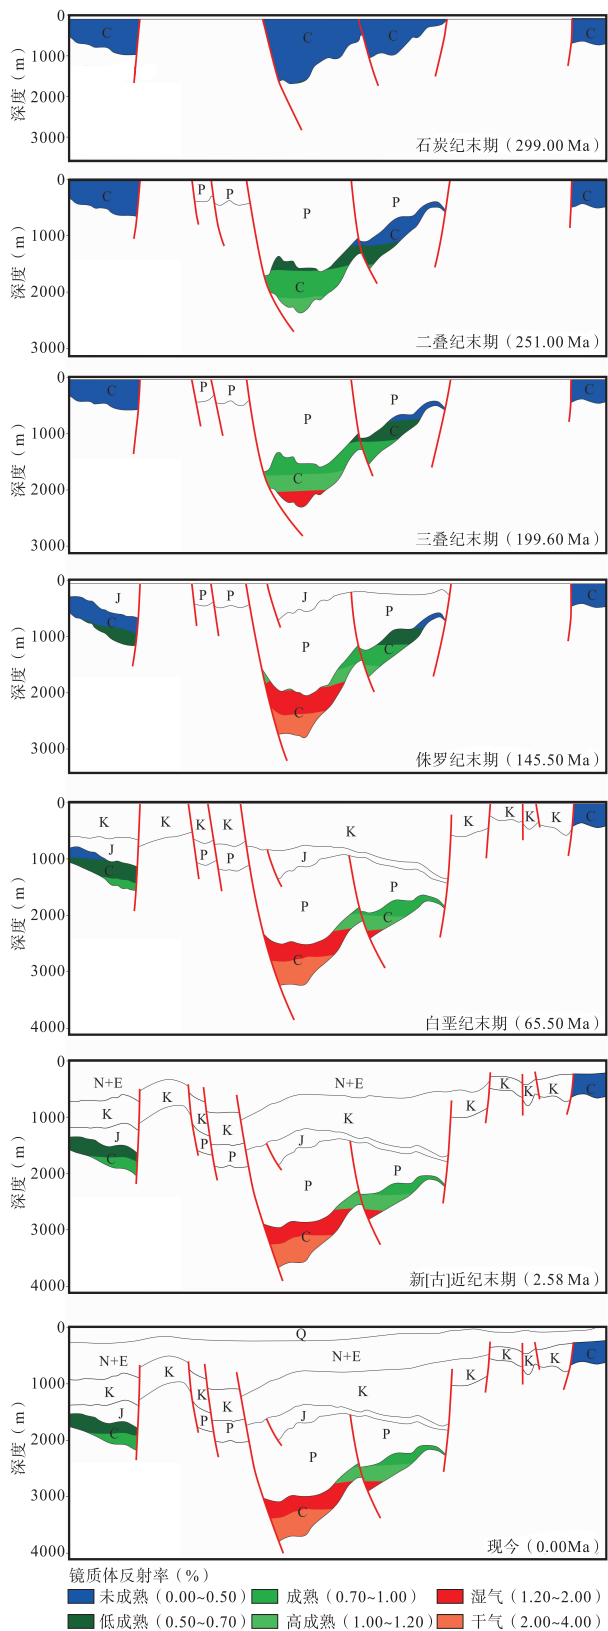 0
1000
2000
3000
深度（m）
C
C
C
C
石炭纪末期（299.00 Ma）
0
1000
2000
3000
深度（m）
C
P
P
P
P
C
C
C
二叠纪末期（251.00 Ma）
0
1000
2000
3000
深度（m）
C
P
P
P
P
C
C
C
三叠纪末期（199.60 Ma）
0
1000
2000
3000
深度（m）
J
C
P
P
J
P
P
C
C
C
侏罗纪末期（145.50 Ma）
0
1000
2000
3000
4000
深度（m）
K
K
K
K
K
K
K
K
K
J
C
P
P
J
P
P
C
C
C
白垩纪末期（65.50 Ma）
0
1000
2000
3000
4000
深度（m）
N+E
N+E
K
K
K
K
K
K
K
K
K
J
C
P
P
J
P
P
C
C
新[古]近纪末期（2.58 Ma）
0
1000
2000
3000
4000
深度（m）
Q
N+E
N+E
K
K
K
K
K
K
K
K
K
J
C
P
P
J
P
P
C
C
现今（0.00Ma）
镜质体反射率（%）
未成熟（0.00~0.50） 成熟（0.70~1.00） 湿气（1.20~2.00）
低成熟（0.50~0.70） 高成熟（1.00~1.20） 干气（2.00~4.00）